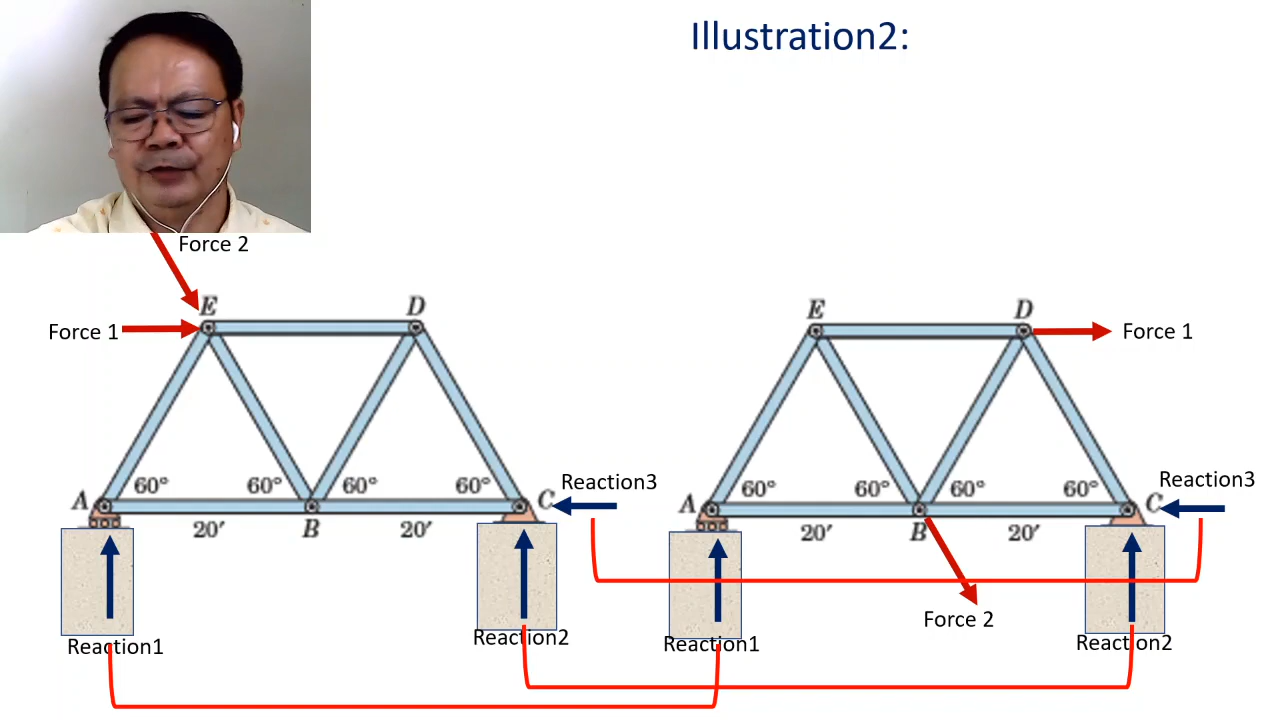 Illustration2:
Force 2
E
D
Force 1
A
60°
60°
60°
60°
C
Reaction3
20′
B
20′
Reaction1
Reaction2
E
D
Force 1
A
60°
60°
60°
60°
C
Reaction3
20′
B
20′
Force 2
Reaction1
Reaction2